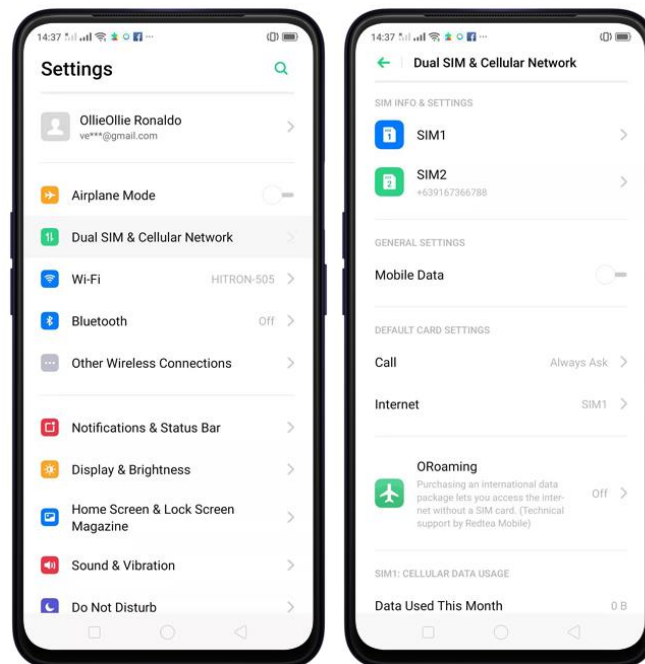 14:37
Settings
OllieOllie Ronaldo
ve***@gmail.com
Airplane Mode
Dual SIM & Cellular Network
Wi-Fi HITRON-505
Bluetooth Off
Other Wireless Connections
Notifications & Status Bar
Display & Brightness
Home Screen & Lock Screen
Magazine
Sound & Vibration
Do Not Disturb
14:37
Dual SIM & Cellular Network
SIM INFO & SETTINGS
1 SIM1
2 SIM2
+639167366788
GENERAL SETTINGS
Mobile Data
DEFAULT CARD SETTINGS
Call Always Ask
Internet SIM1
ORoaming
Purchasing an international data
package lets you access the inter-
net without a SIM card. (Technical
support by Redtea Mobile)
Off
SIM1: CELLULAR DATA USAGE
Data Used This Month 0 B